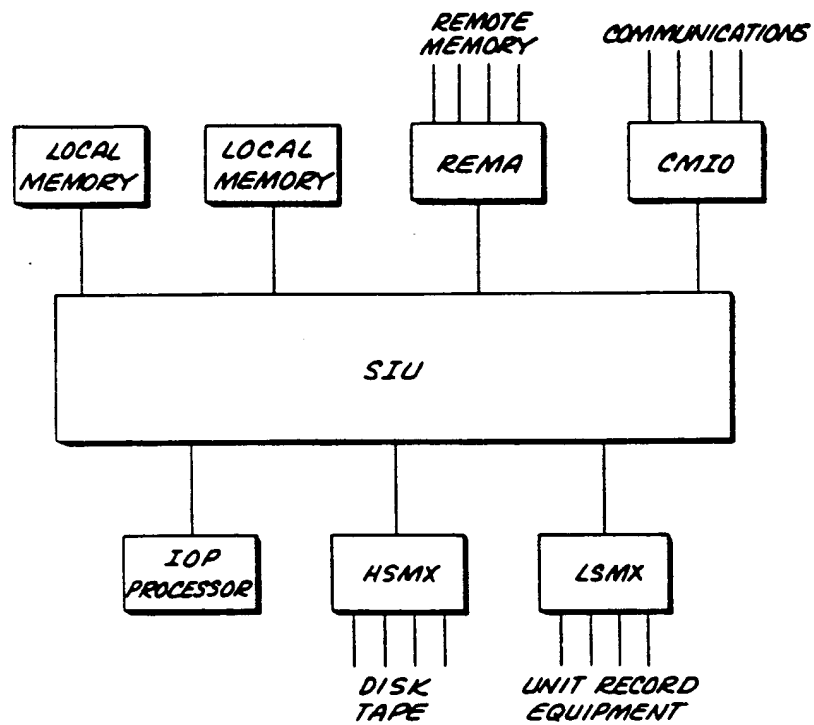 REMOTE
MEMORY
COMMUNICATIONS
LOCAL
MEMORY
LOCAL
MEMORY
REMA
CMIO
SIU
IOP
PROCESSOR
HSMX
LSMX
DISK
TAPE
UNIT RECORD
EQUIPMENT